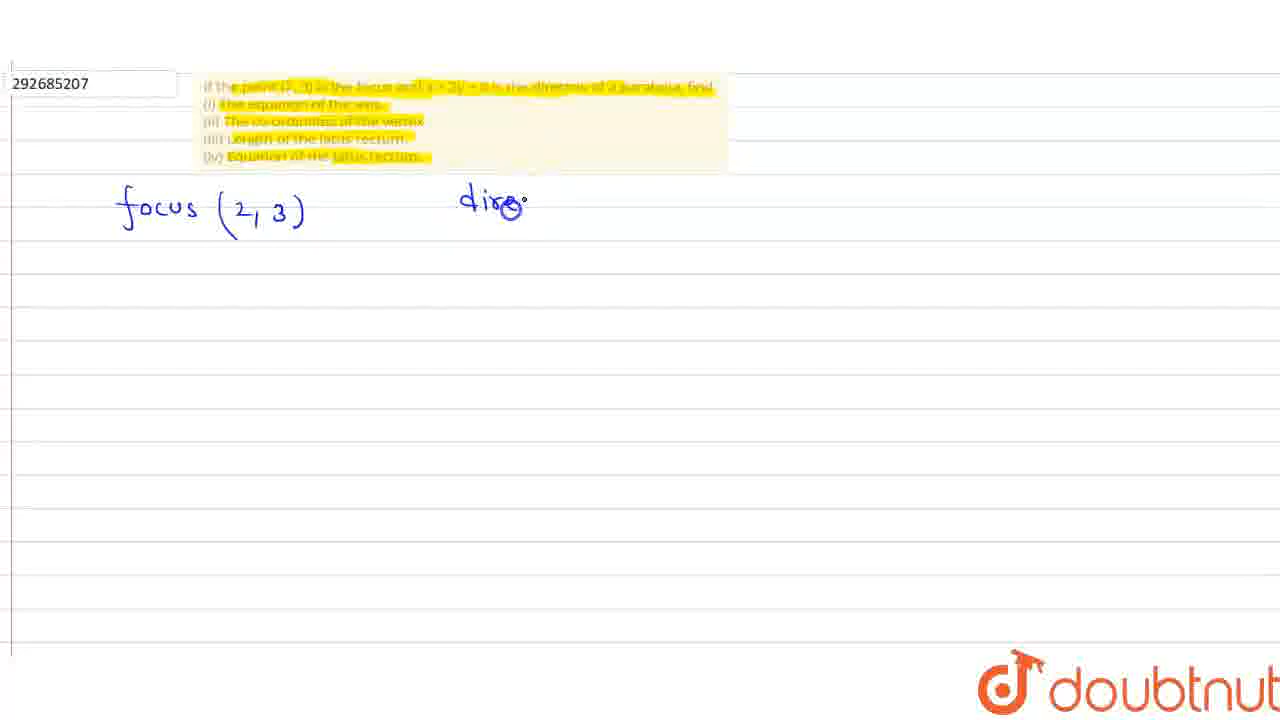 292685207
If the point (2, 3) is the focus and x = 2y + 6 is the directrix of a parabola, find
(i) The equation of the axis.
(ii) The co-ordinates of the vertex
(iii) Length of the latus rectum.
(iv) Equation of the latus rectum.
focus (2, 3) dire
doubtnut